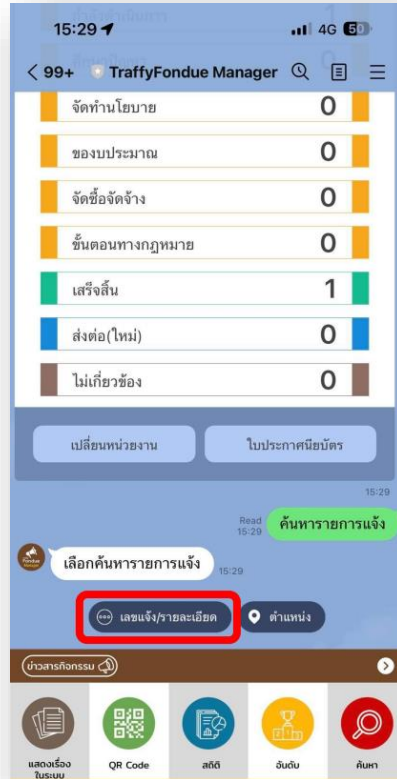 15:29
4G
50
99+
TraffyFondue Manager
จัดทำนโยบาย 0
ของบประมาณ 0
จัดซื้อจัดจ้าง 0
ขั้นตอนทางกฎหมาย 0
เสร็จสิ้น 1
ส่งต่อ(ใหม่) 0
ไม่เกี่ยวข้อง 0
เปลี่ยนหน่วยงาน
ใบประกาศนียบัตร
15:29
Read
15:29
ค้นหารายการแจ้ง
เลือกค้นหารายการแจ้ง
15:29
เลขแจ้ง/รายละเอียด
ตำแหน่ง
ข่าวสารกิจกรรม
แสดงเรื่อง
ในระบบ
QR Code
สถิติ
อันดับ
ค้นหา